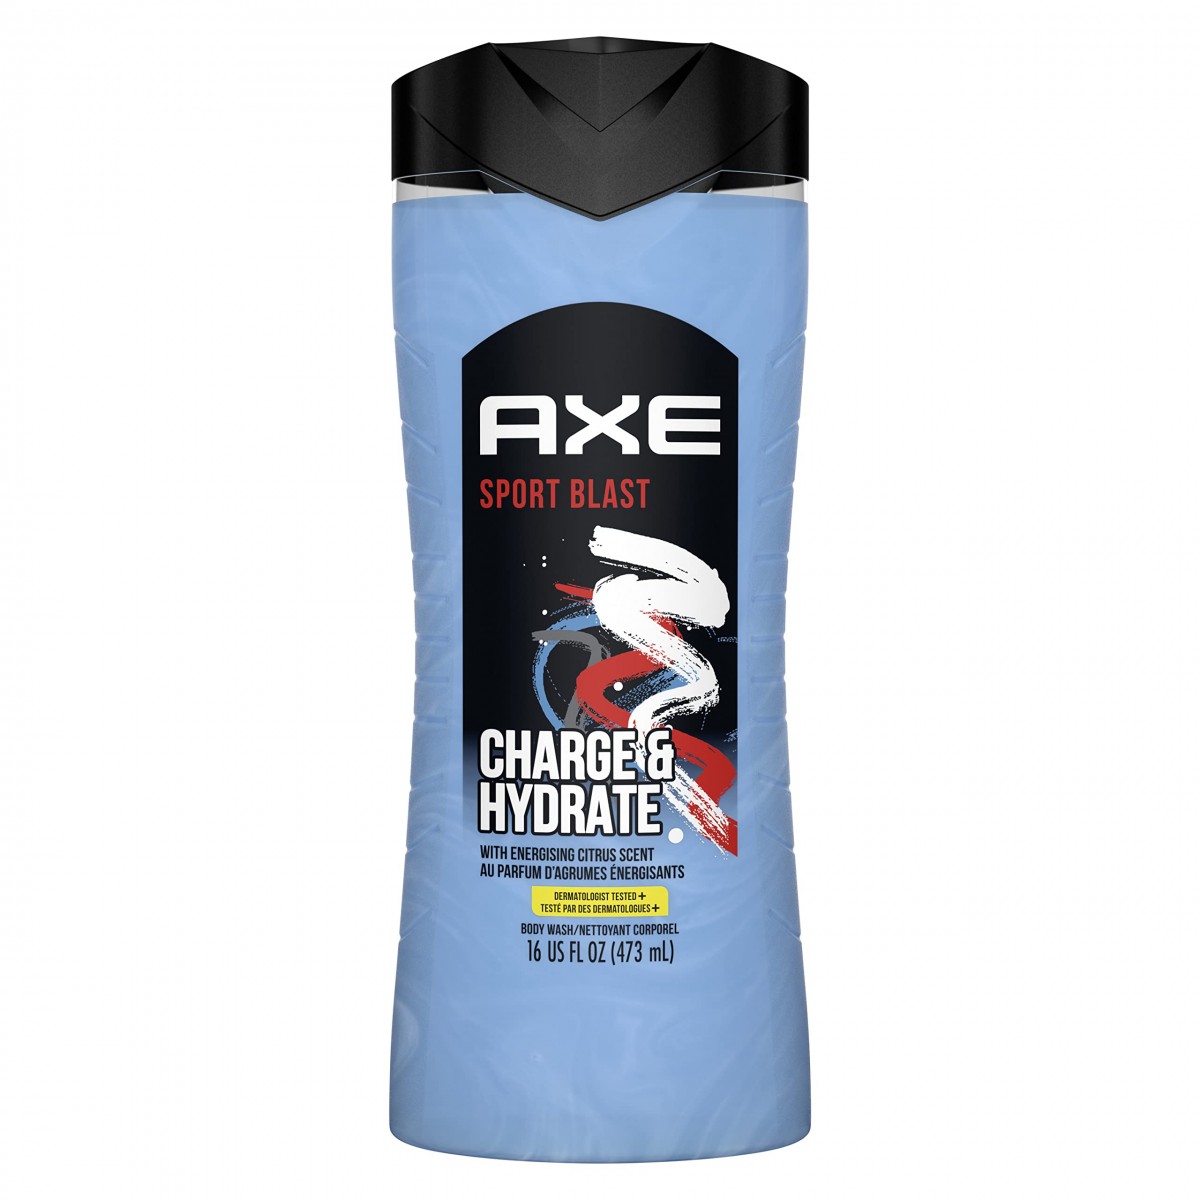 AXE
SPORT BLAST
CHARGE &
HYDRATE
WITH ENERGISING CITRUS SCENT
AU PARFUM D'AGRUMES ÉNERGISANTS
DERMATOLOGIST TESTED +
TESTÉ PAR DES DERMATOLOGUES +
BODY WASH/NETTOYANT CORPOREL
16 US FL OZ (473 mL)